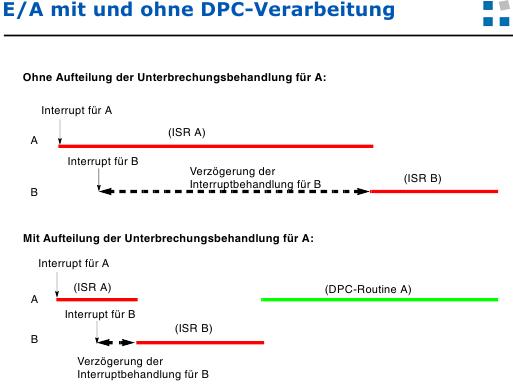 E/A mit und ohne DPC-Verarbeitung
Ohne Aufteilung der Unterbrechungsbehandlung für A:
Interrupt für A
A
(ISR A)
Interrupt für B
Verzögerung der
Interruptbehandlung für B
(ISR B)
B
Mit Aufteilung der Unterbrechungsbehandlung für A:
Interrupt für A
A
(ISR A)
(DPC-Routine A)
Interrupt für B
B
(ISR B)
Verzögerung der
Interruptbehandlung für B